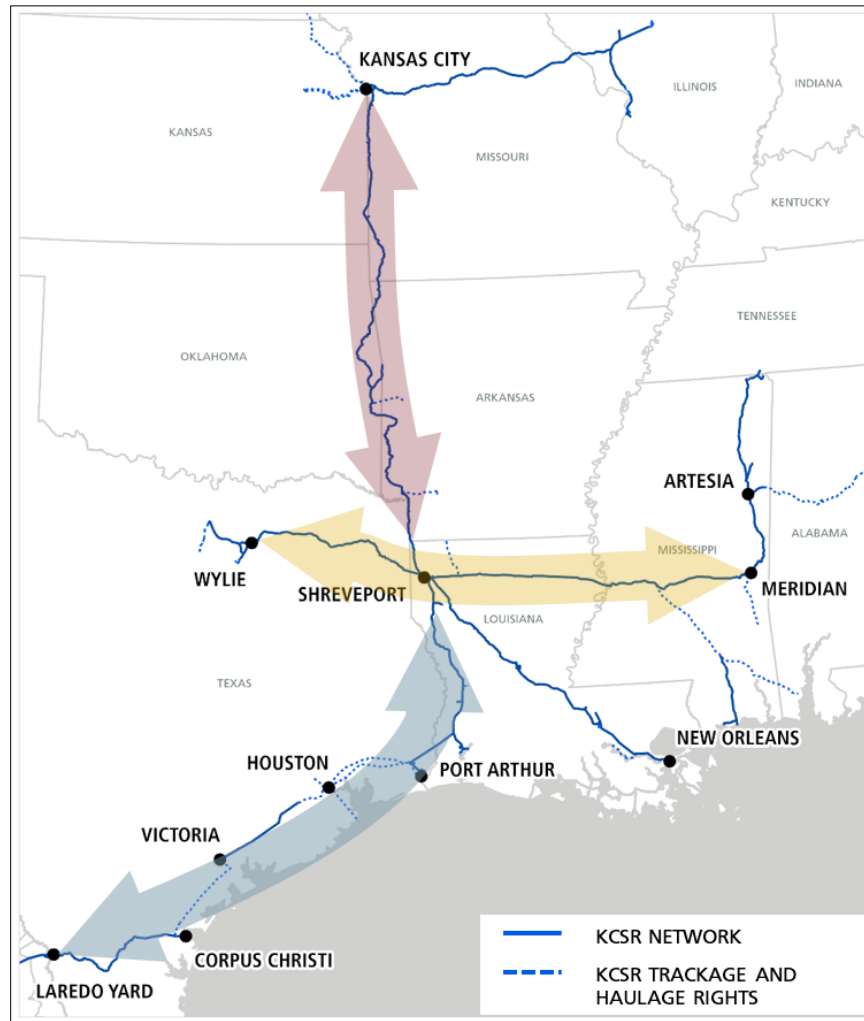 KANSAS CITY
ILLINOIS
INDIANA
KANSAS
MISSOURI
KENTUCKY
TENNESSEE
OKLAHOMA
ARKANSAS
ARTESIA
ALABAMA
MISSISSIPPI
WYLIE
SHREVEPORT
MERIDIAN
LOUISIANA
TEXAS
NEW ORLEANS
HOUSTON
PORT ARTHUR
VICTORIA
CORPUS CHRISTI
LAREDO YARD
KCSR NETWORK
KCSR TRACKAGE AND
HAULAGE RIGHTS